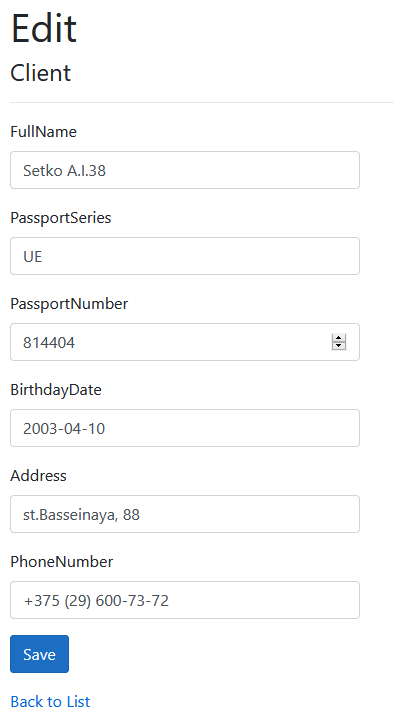 Edit
Client
FullName
Setko A.I.38
PassportSeries
UE
PassportNumber
814404
BirthdayDate
2003-04-10
Address
st.Basseinaya, 88
PhoneNumber
+375 (29) 600-73-72
Save
Back to List